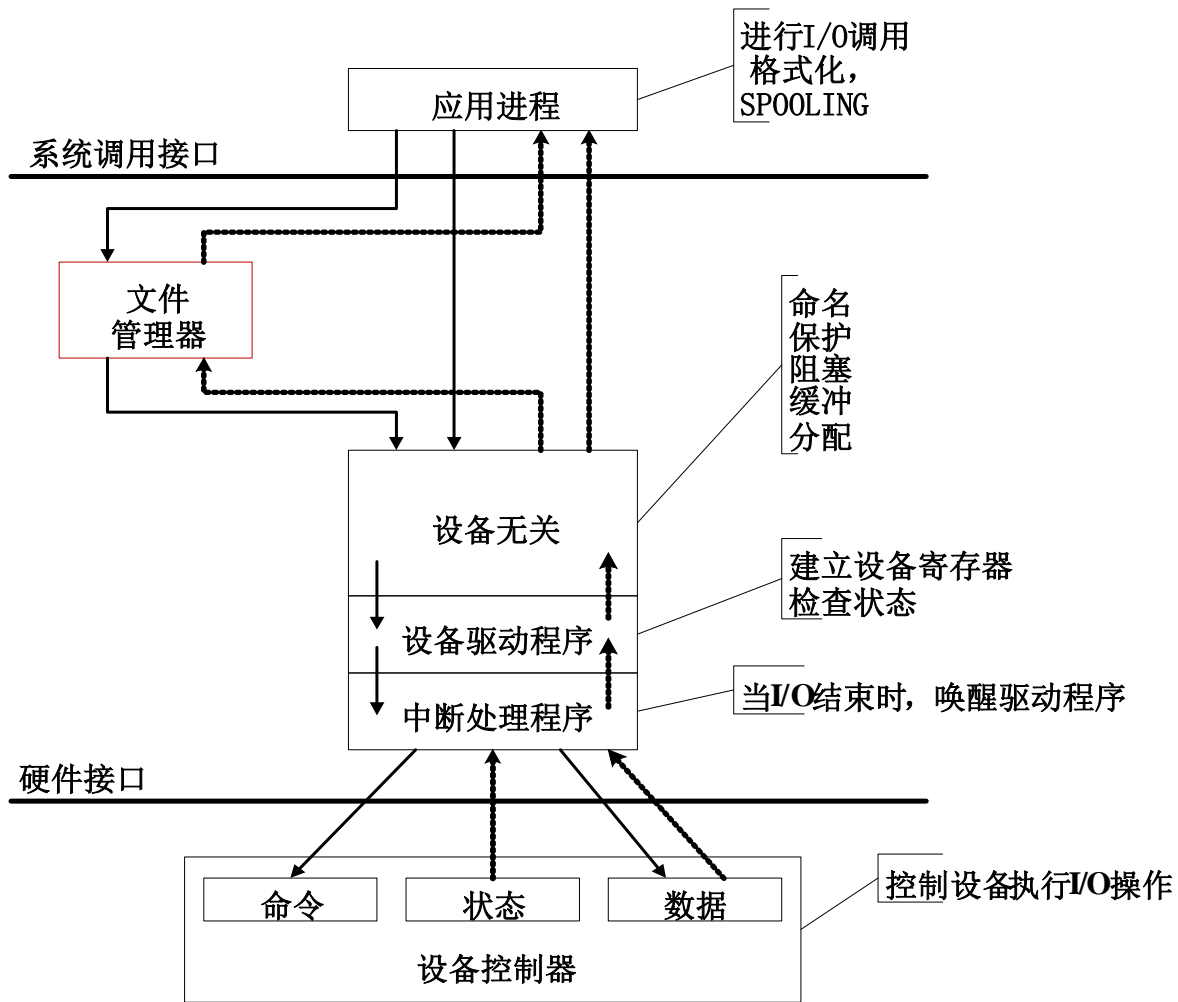 进行I/O调用
格式化，
SPOOLING
应用进程
系统调用接口
文件
管理器
命名
保护
阻塞
缓冲
分配
设备无关
建立设备寄存器
检查状态
设备驱动程序
当I/O结束时，唤醒驱动程序
中断处理程序
硬件接口
控制设备执行I/O操作
命令
状态
数据
设备控制器